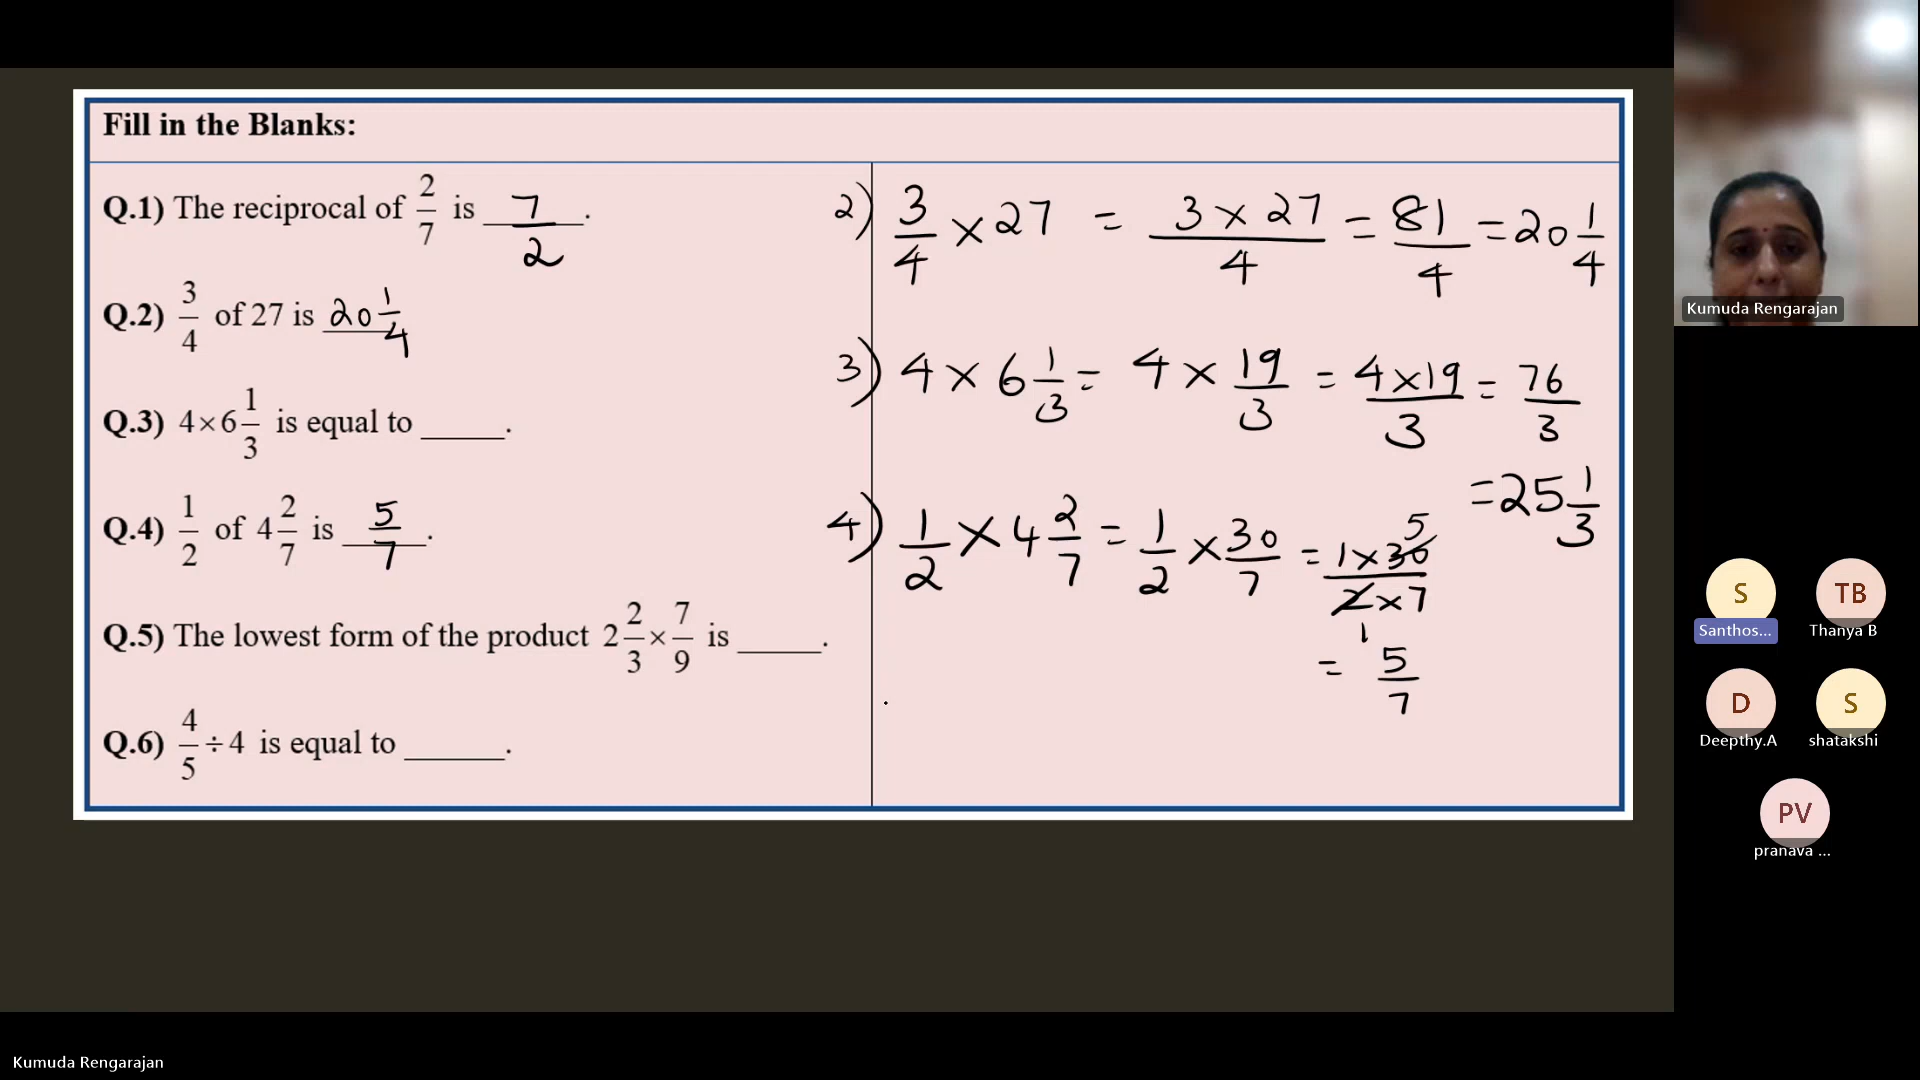 Fill in the Blanks:
Q.1) The reciprocal of 2/7 is 7/2.
Q.2) 3/4 of 27 is 20 1/4
Q.3) 4×6 1/3 is equal to _____.
Q.4) 1/2 of 4 2/7 is 5/7.
Q.5) The lowest form of the product 2 2/3 × 7/9 is _____.
Q.6) 4/5 ÷ 4 is equal to ______.
2) 3/4 × 27 = 3 × 27/4 = 81/4 = 20 1/4
3) 4 × 6 1/3 = 4 × 19/3 = 4 × 19/3 = 76/3
= 25 1/3
4) 1/2 × 4 2/7 = 1/2 × 30/7 = 1 × 30/2 × 7
5
1
= 5/7
Kumuda Rengarajan
S
Santhos...
TB
Thanya B
D
Deepthy.A
S
shatakshi
PV
pranava ...
Kumuda Rengarajan